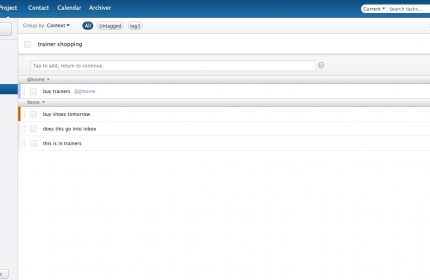 Project Contact Calendar Archiver Current Search tasks...
Group by: Context All Untagged tag1
trainer shopping
Tap to add, return to continue.
@home
buy trainers @@home
None
buy shoes tomorrow
does this go into inbox
this is in trainers